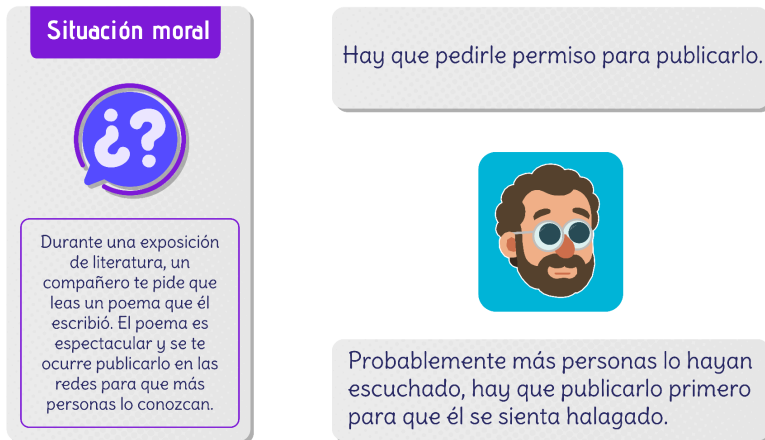 Situación moral
¿?
Durante una exposición
de literatura, un
compañero te pide que
leas un poema que él
escribió. El poema es
espectacular y se te
ocurre publicarlo en las
redes para que más
personas lo conozcan.
Hay que pedirle permiso para publicarlo.
Probablemente más personas lo hayan
escuchado, hay que publicarlo primero
para que él se sienta halagado.